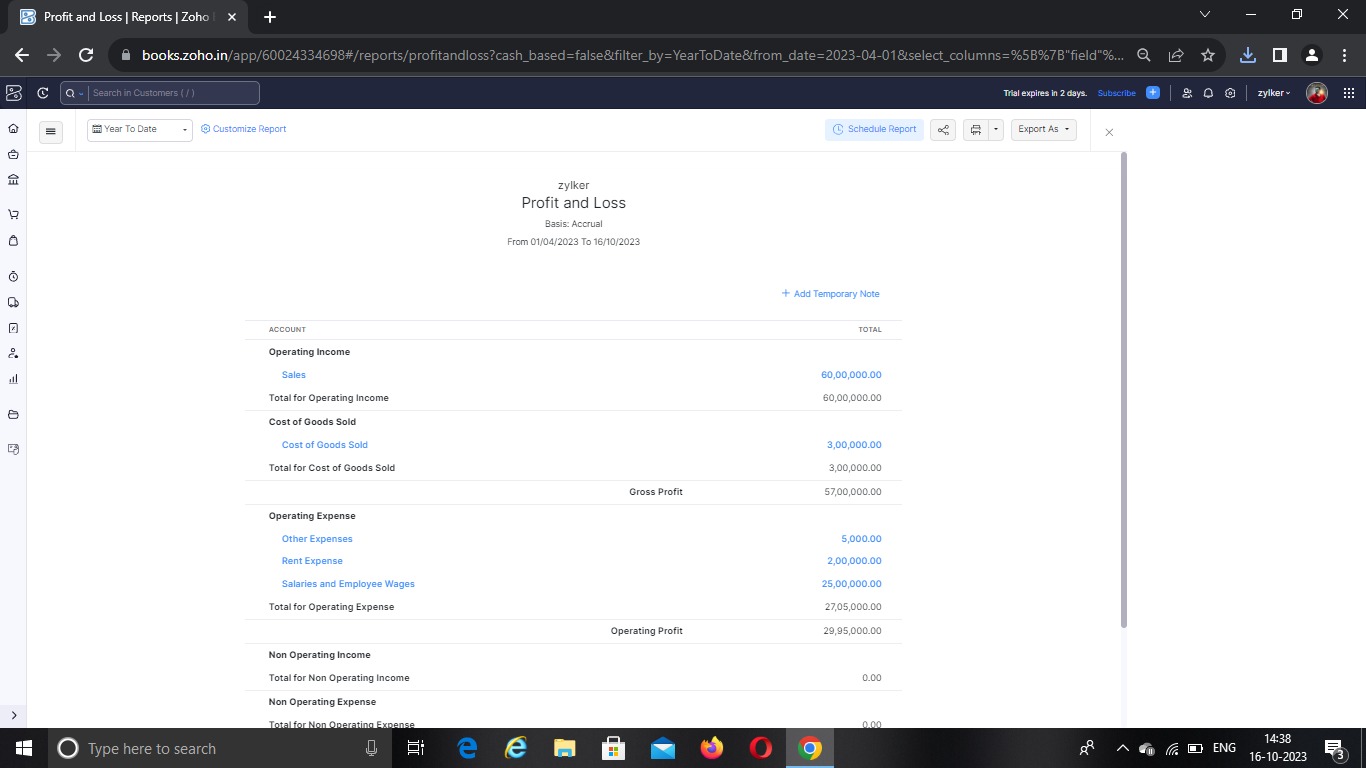 Profit and Loss | Reports | Zoho
books.zoho.in/app/60024334698#/reports/profitandloss?cash_based=false&filter_by=YearToDate&from_date=2023-04-01&select_columns=%5B%7B"field"%...
Search in Customers ( / )
Trial expires in 2 days. Subscribe
zylker
Year To Date
Customize Report
Schedule Report
Export As
zylker
Profit and Loss
Basis: Accrual
From 01/04/2023 To 16/10/2023
+ Add Temporary Note
ACCOUNT TOTAL
Operating Income
Sales 60,00,000.00
Total for Operating Income 60,00,000.00
Cost of Goods Sold
Cost of Goods Sold 3,00,000.00
Total for Cost of Goods Sold 3,00,000.00
Gross Profit 57,00,000.00
Operating Expense
Other Expenses 5,000.00
Rent Expense 2,00,000.00
Salaries and Employee Wages 25,00,000.00
Total for Operating Expense 27,05,000.00
Operating Profit 29,95,000.00
Non Operating Income
Total for Non Operating Income 0.00
Non Operating Expense
Total for Non Operating Expense 0.00
Type here to search
ENG
14:38
16-10-2023
3